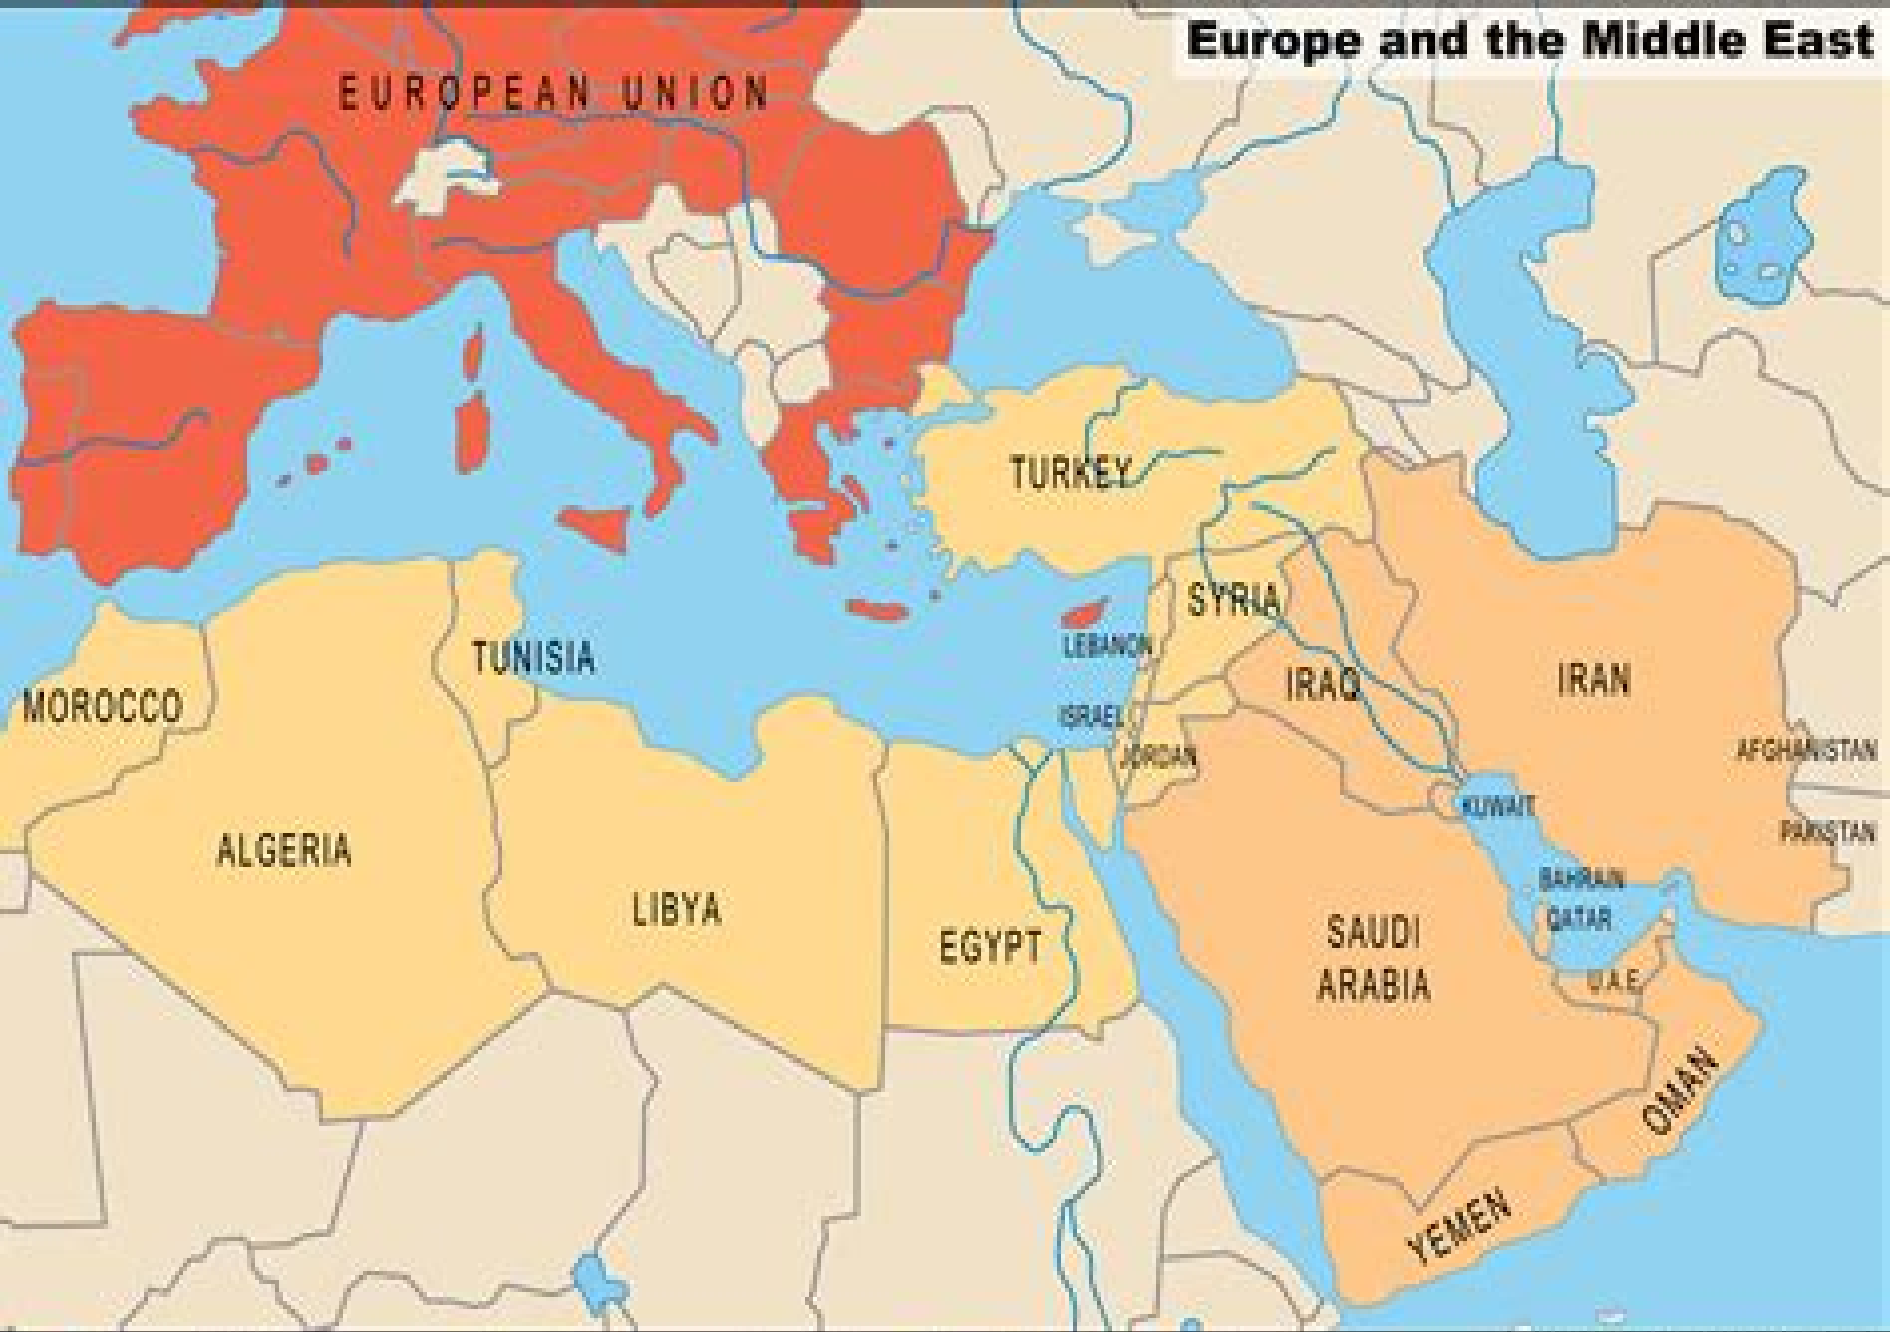 Europe and the Middle East
EUROPEAN UNION
TURKEY
SYRIA
LEBANON
TUNISIA
IRAQ
IRAN
MOROCCO
ISRAEL
JORDAN
AFGHANISTAN
KUWAIT
PAKISTAN
ALGERIA
LIBYA
BAHRAIN
QATAR
EGYPT
SAUDI
ARABIA
U.A.E.
OMAN
YEMEN